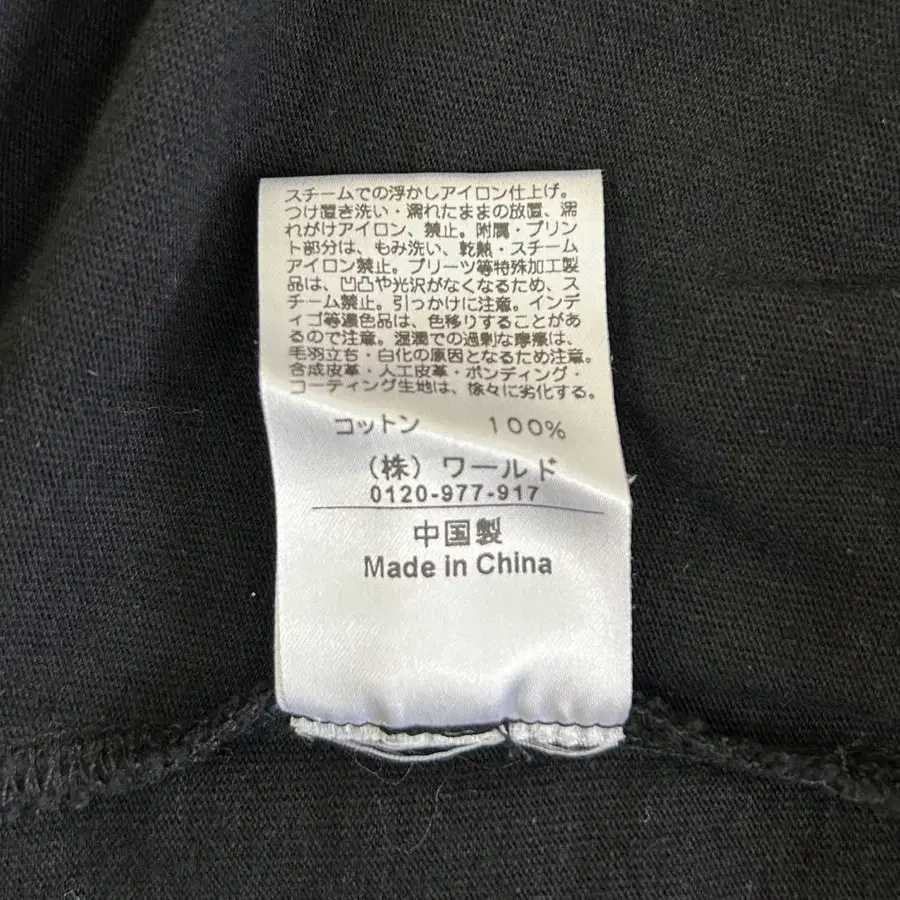 スチームでの浮かしアイロン仕上げ。
つけ置き洗い・濡れたままの放置、濡
れがけアイロン、禁止。附属・プリン
ト部分は、もみ洗い、乾熱・スチーム
アイロン禁止。プリーツ等特殊加工製
品は、凹凸や光沢がなくなるため、ス
チーム禁止。引っかけに注意。インデ
ィゴ等濃色品は、色移りすることがあ
るので注意。湿潤での過剰な摩擦は、
毛羽立ち・白化の原因となるため注意。
合成皮革・人工皮革・ボンディング・
コーティング生地は、徐々に劣化する。
コットン 100%
(株)ワールド
0120-977-917
中国製
Made in China